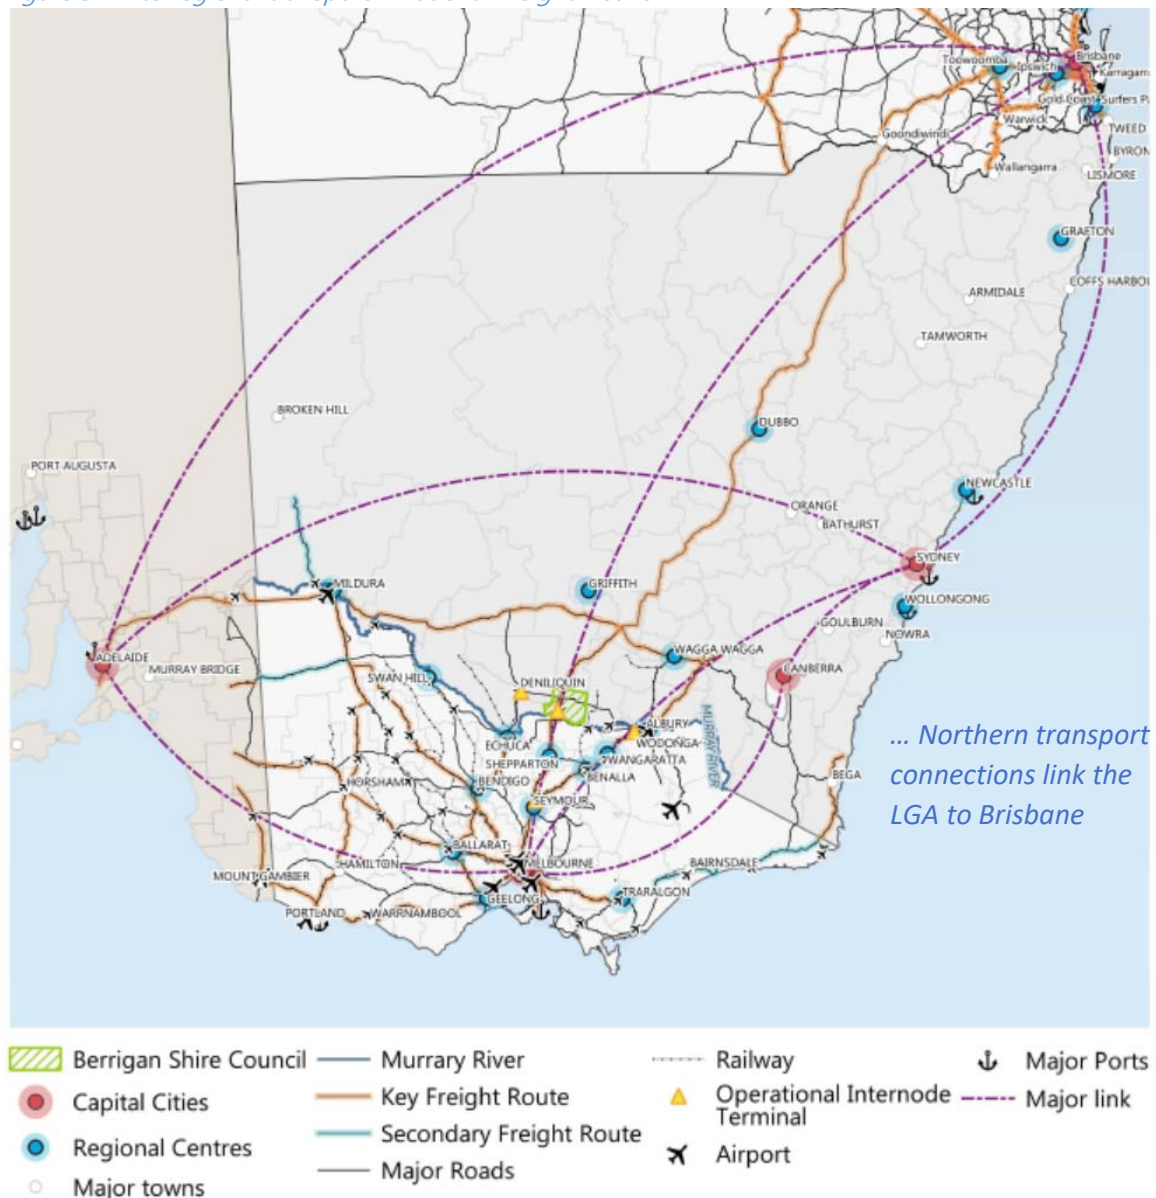 Toowoomba
Ipswich
Brisbane
Karragam
Gold Coast
Surfers Pa
Warwick
TWEED
Goondiwindi
BYRON
Wallangarra
LISMORE
GRAFTON
COFFS HARBO
ARMIDALE
TAMWORTH
BROKEN HILL
DUBBO
PORT AUGUSTA
NEWCASTLE
ORANGE
BATHURST
SYDNEY
MILDURA
GRIFFITH
WOLLONGONG
GOULBURN
NOWRA
WAGGA WAGGA
ADELAIDE
MURRAY BRIDGE
CANBERRA
SWAN HILL
DENILIQUIN
MURRAY RIVER
ALBURY
WODONGA
ECHUCA
SHEPPARTON
WANGARATTA
BENALLA
... Northern transport
connections link the
LGA to Brisbane
HORSHAM
BENDIGO
BEGA
SEYMOUR
BALLARAT
HAMILTON
MELBOURNE
BAIRNSDALE
MOUNT GAMBIER
TRARALGON
GEELONG
PORTLAND
WARRNAMBOOL
Berrigan Shire Council
Murrary River
Railway
Major Ports
Capital Cities
Key Freight Route
Operational Internode
Terminal
Major link
Regional Centres
Secondary Freight Route
Airport
Major towns
Major Roads